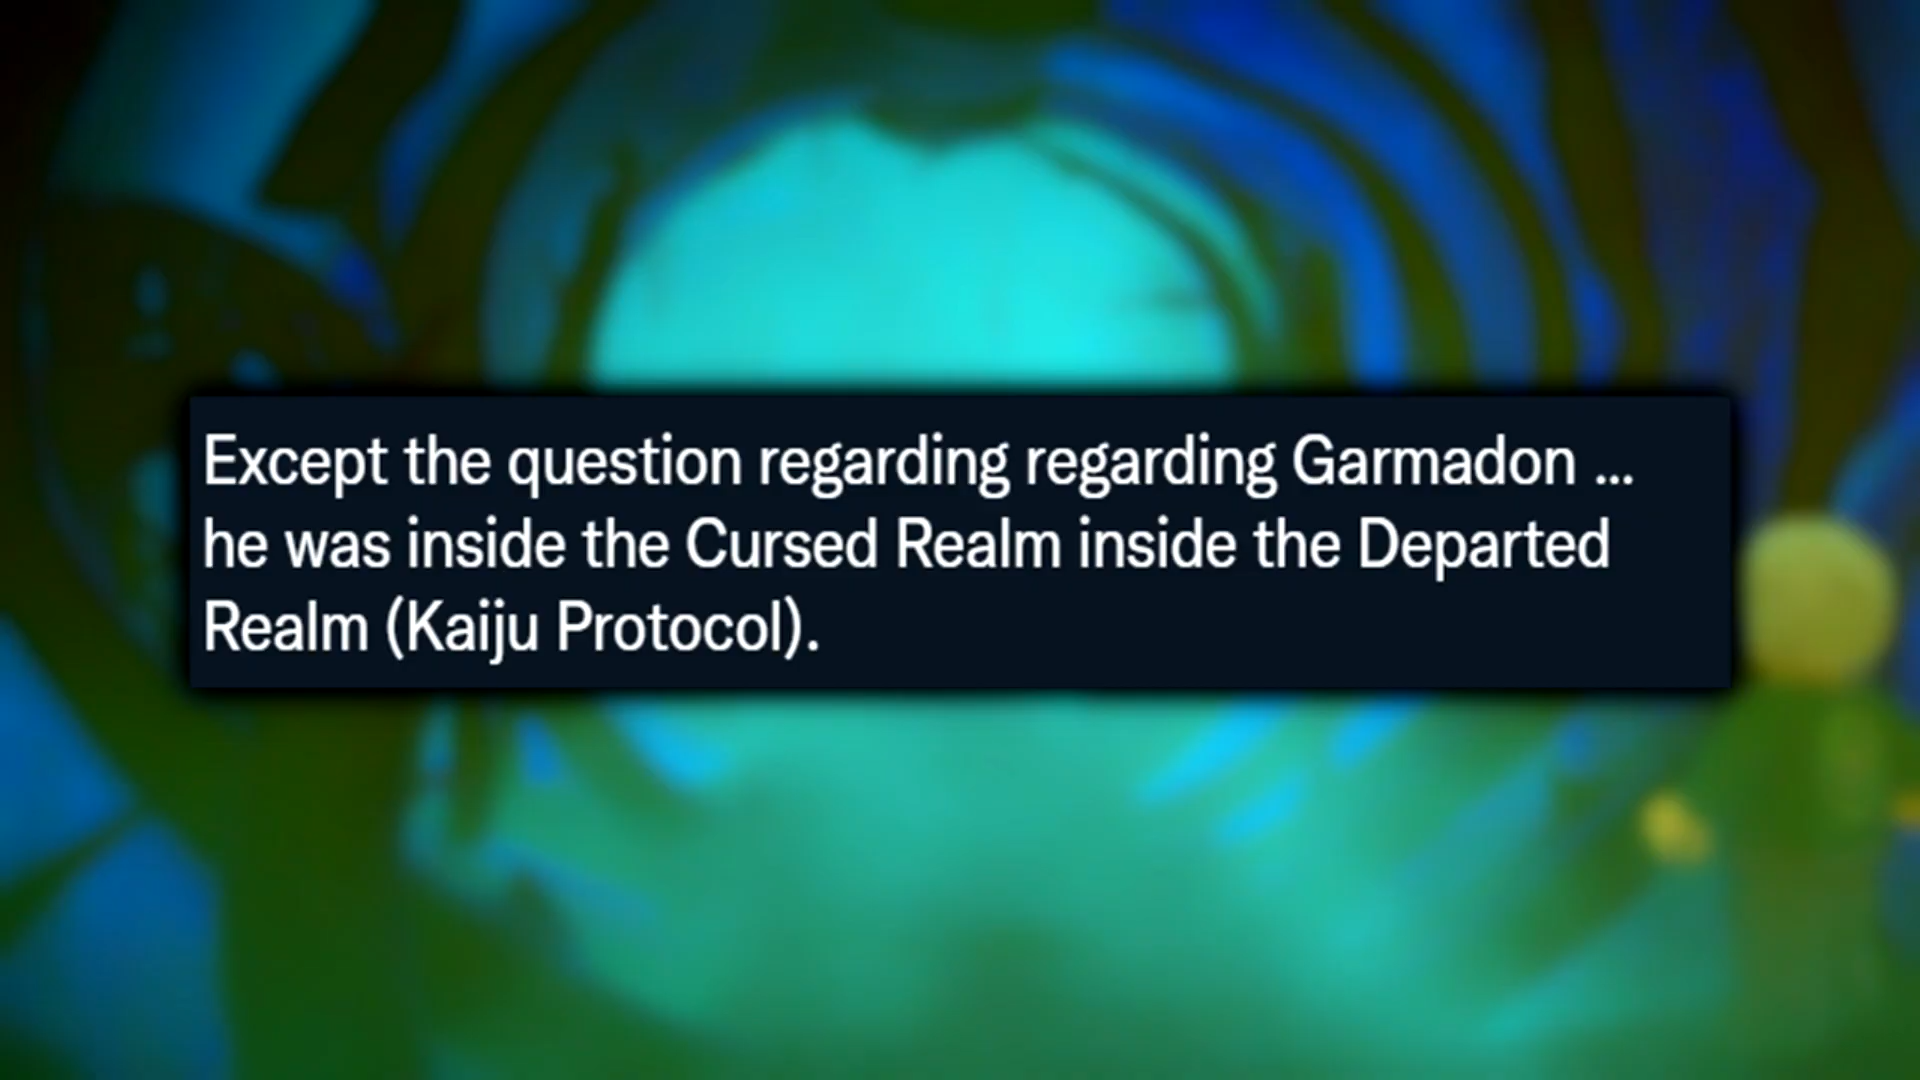 Except the question regarding regarding Garmadon ...
he was inside the Cursed Realm inside the Departed
Realm (Kaiju Protocol).